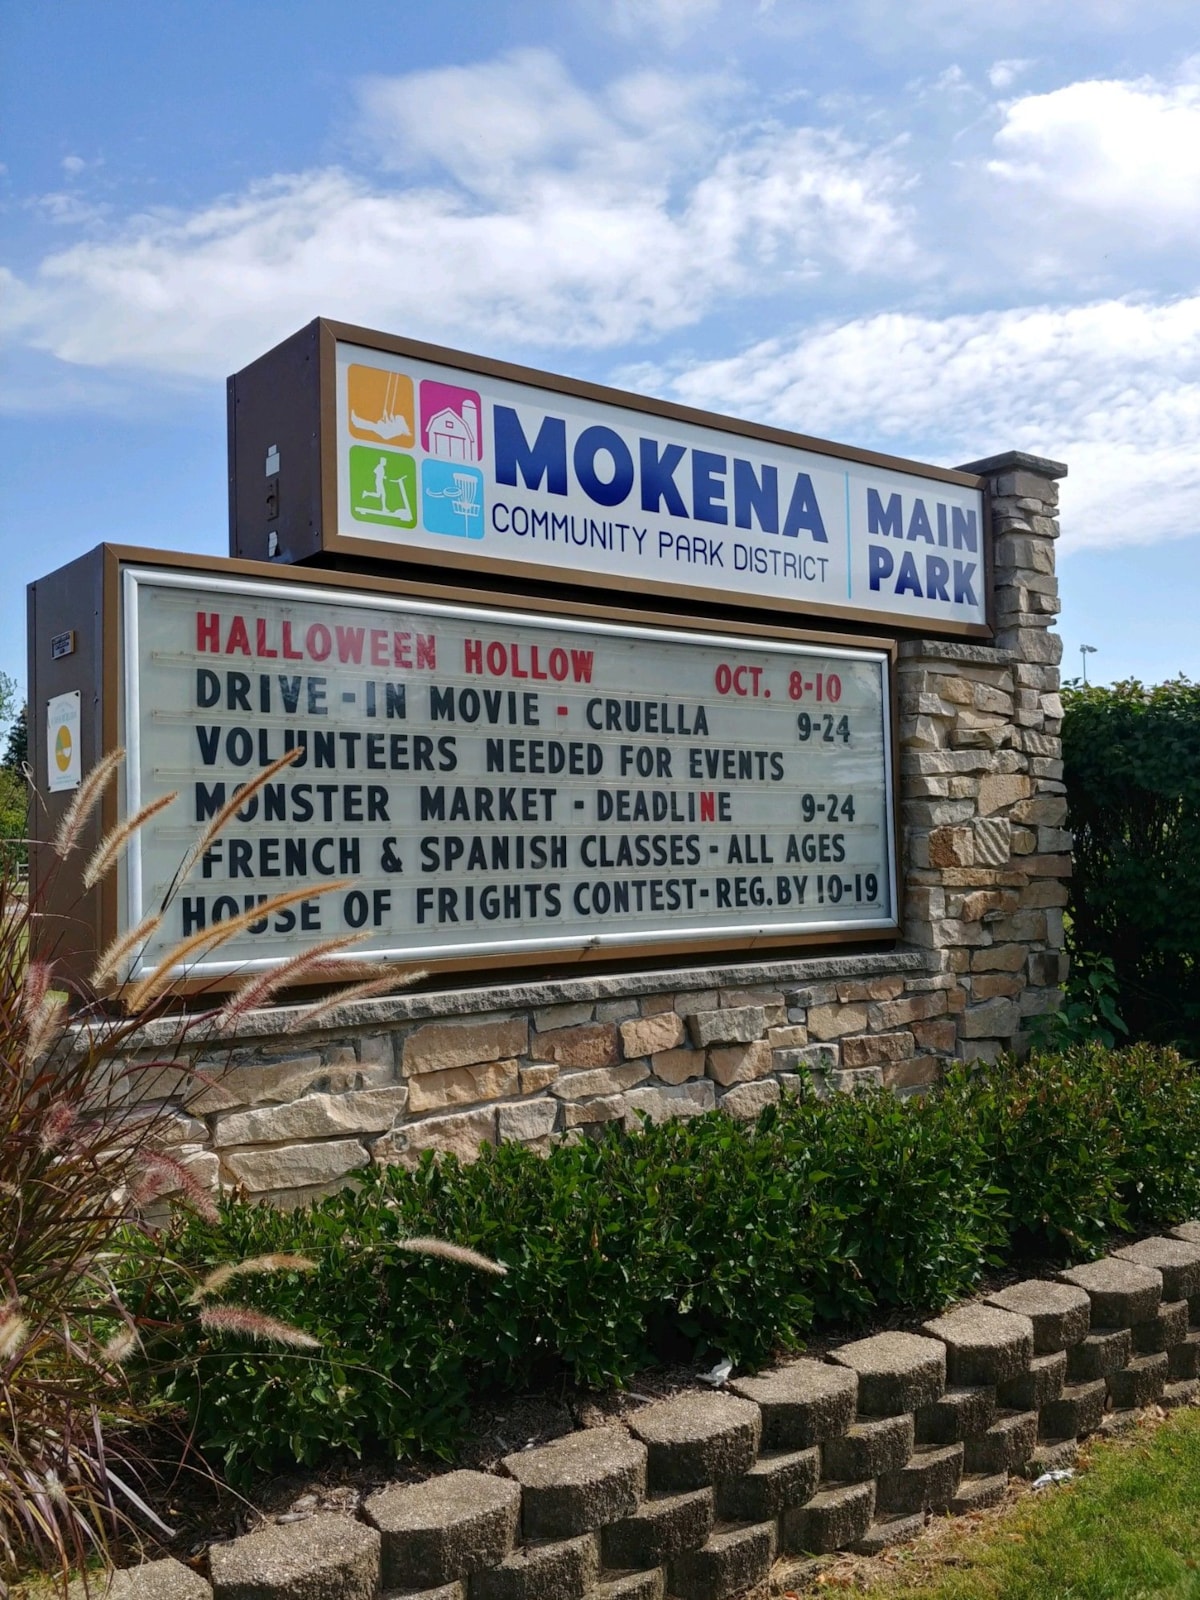 MOKENA
COMMUNITY PARK DISTRICT
MAIN
PARK
HALLOWEEN HOLLOW OCT. 8-10
DRIVE-IN MOVIE - CRUELLA 9-24
VOLUNTEERS NEEDED FOR EVENTS
MONSTER MARKET - DEADLINE 9-24
FRENCH & SPANISH CLASSES - ALL AGES
HOUSE OF FRIGHTS CONTEST-REG. BY 10-19